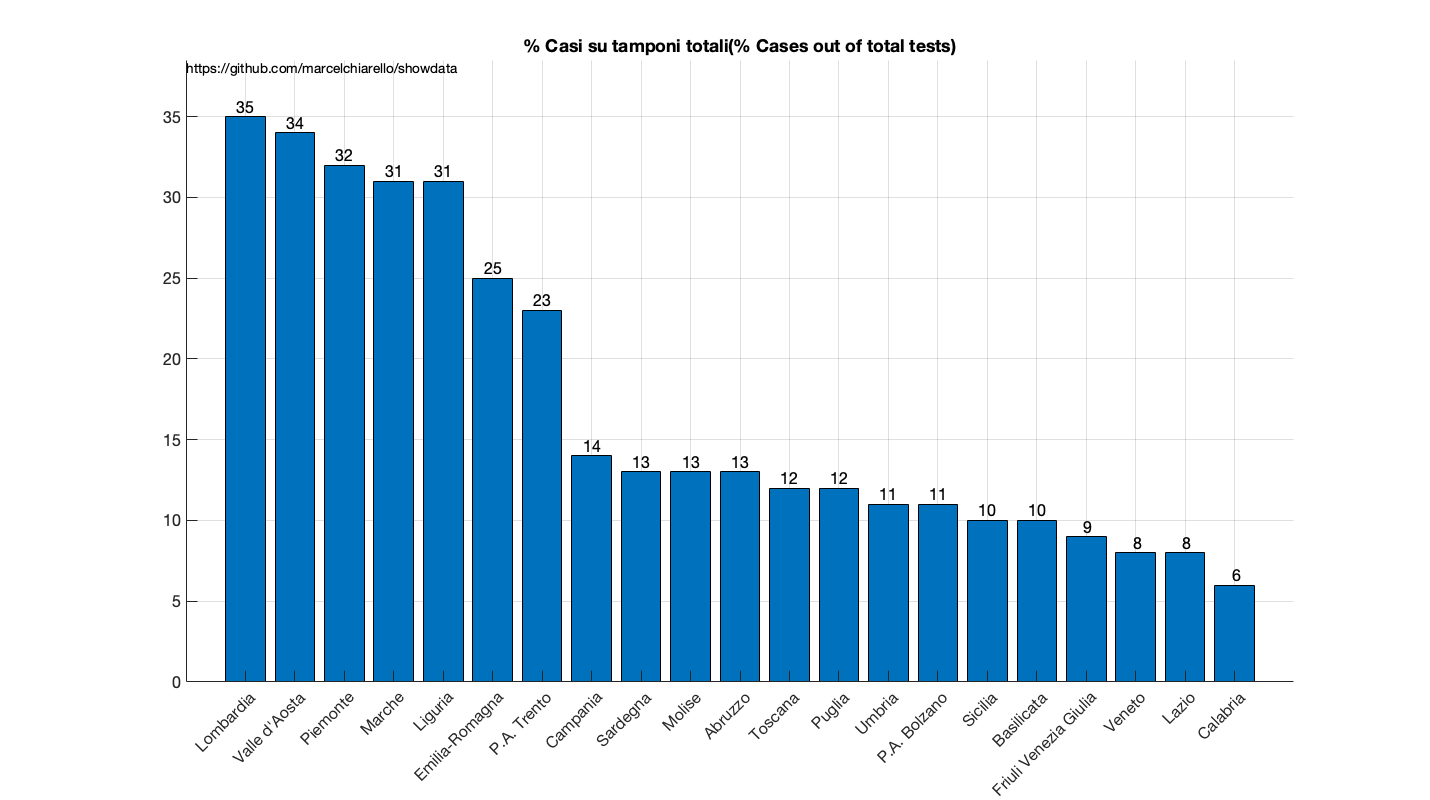 % Casi su tamponi totali(% Cases out of total tests)
https://github.com/marcelchiarello/showdata
35
30
25
20
15
10
5
0
35
34
32
31
31
25
23
14
13
13
13
12
12
11
11
10
10
9
8
8
6
Lombardia
Valle d'Aosta
Piemonte
Marche
Liguria
Emilia-Romagna
P.A. Trento
Campania
Sardegna
Molise
Abruzzo
Toscana
Puglia
Umbria
P.A. Bolzano
Sicilia
Basilicata
Friuli Venezia Giulia
Veneto
Lazio
Calabria